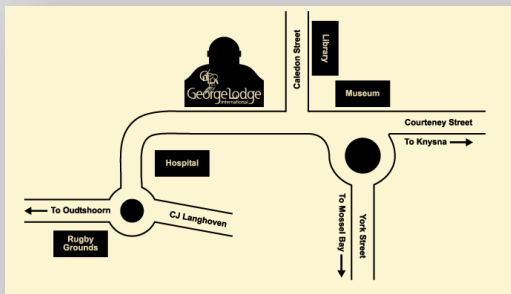 Caledon Street
Library
GeorgeLodge
international
Museum
Courteney Street
To Knysna
Hospital
To Oudtshoorn
CJ Langhoven
Rugby
Grounds
To Mossel Bay
York Street